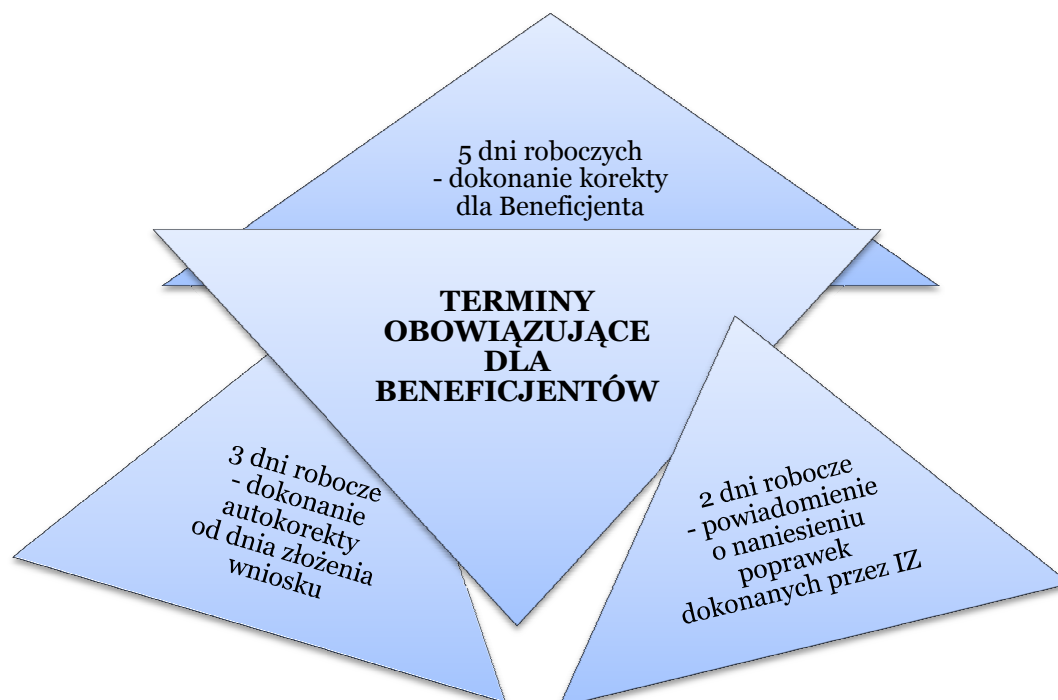 5 dni roboczych
- dokonanie korekty
dla Beneficjenta
TERMINY
OBOWIĄZUJĄCE
DLA
BENEFICJENTÓW
3 dni robocze
- dokonanie
autokorekty
od dnia złożenia
wniosku
2 dni robocze
- powiadomienie
o naniesieniu
poprawek
dokonanych przez IZ